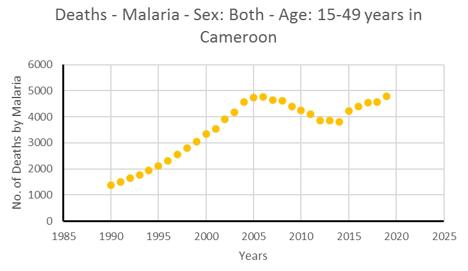 Deaths - Malaria - Sex: Both - Age: 15-49 years in
Cameroon
No. of Deaths by Malaria
6000
5000
4000
3000
2000
1000
0
1985 1990 1995 2000 2005 2010 2015 2020 2025
Years